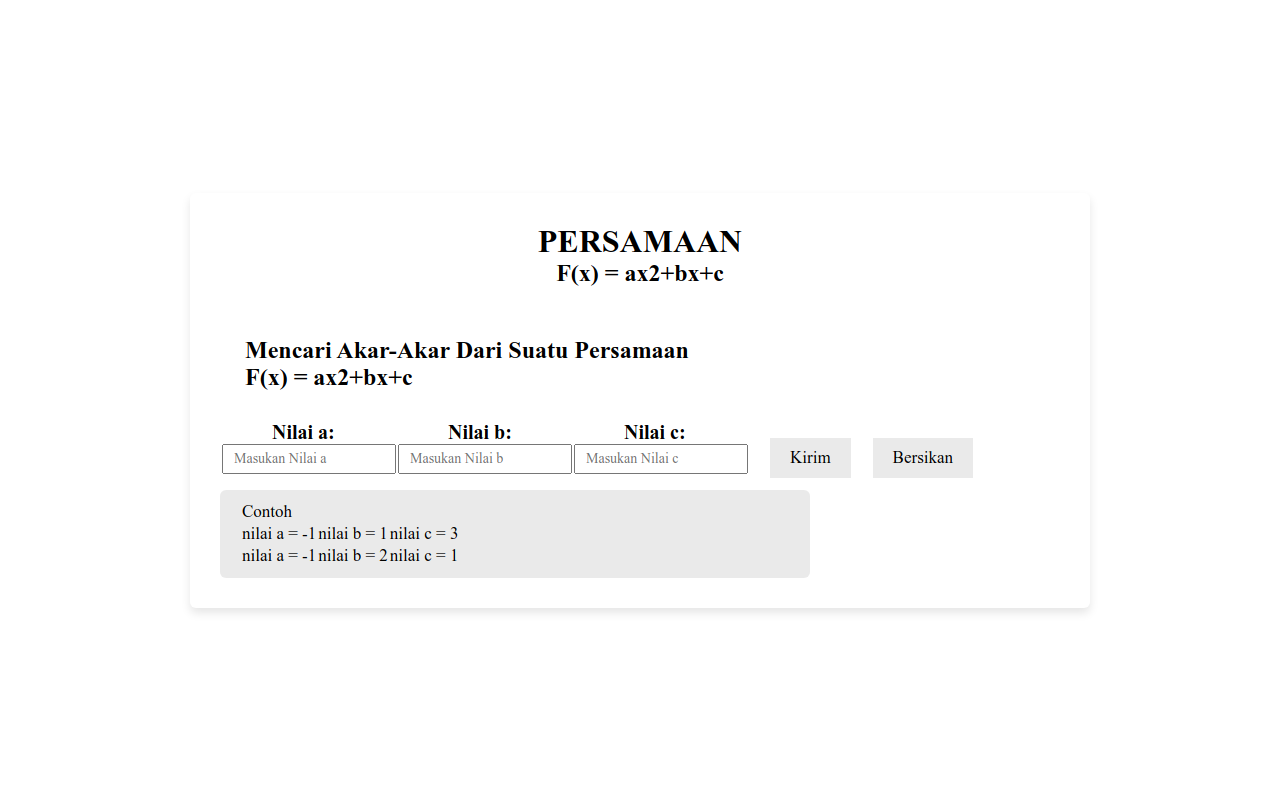 PERSAMAAN
F(x) = ax2+bx+c
Mencari Akar-Akar Dari Suatu Persamaan
F(x) = ax2+bx+c
Nilai a: Nilai b: Nilai c:
Masukan Nilai a Masukan Nilai b Masukan Nilai c Kirim Bersikan
Contoh
nilai a = -1 nilai b = 1 nilai c = 3
nilai a = -1 nilai b = 2 nilai c = 1